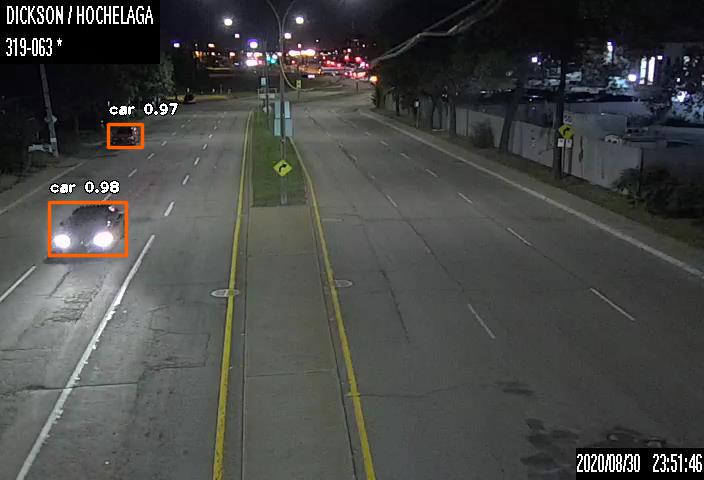 DICKSON / HOCHELAGA
319-063 *
car 0.97
car 0.98
2020/08/30 23:51:46